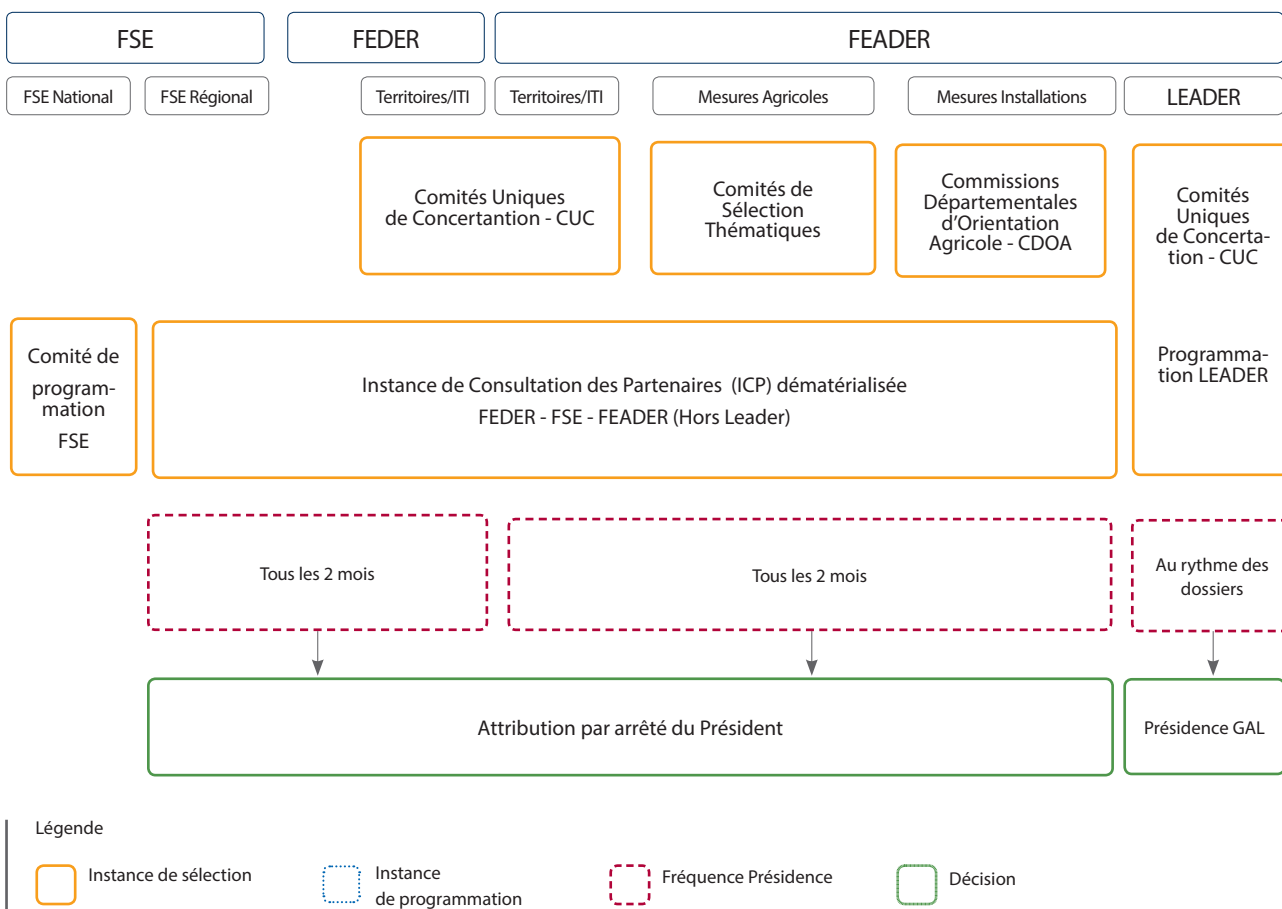 FSE
FEDER
FEADER
FSE National
FSE Régional
Territoires/ITI
Territoires/ITI
Mesures Agricoles
Mesures Installations
LEADER
Comités Uniques
de Concertantion - CUC
Comités de
Sélection
Thématiques
Commissions
Départementales
d'Orientation
Agricole - CDOA
Comités
Uniques
de Concerta-
tion - CUC
Comité de
program-
mation
FSE
Instance de Consultation des Partenaires (ICP) dématérialisée
FEDER - FSE - FEADER (Hors Leader)
Programma-
tion LEADER
Tous les 2 mois
Tous les 2 mois
Au rythme des
dossiers
Attribution par arrêté du Président
Présidence GAL
Légende
Instance de sélection
Instance
de programmation
Fréquence Présidence
Décision